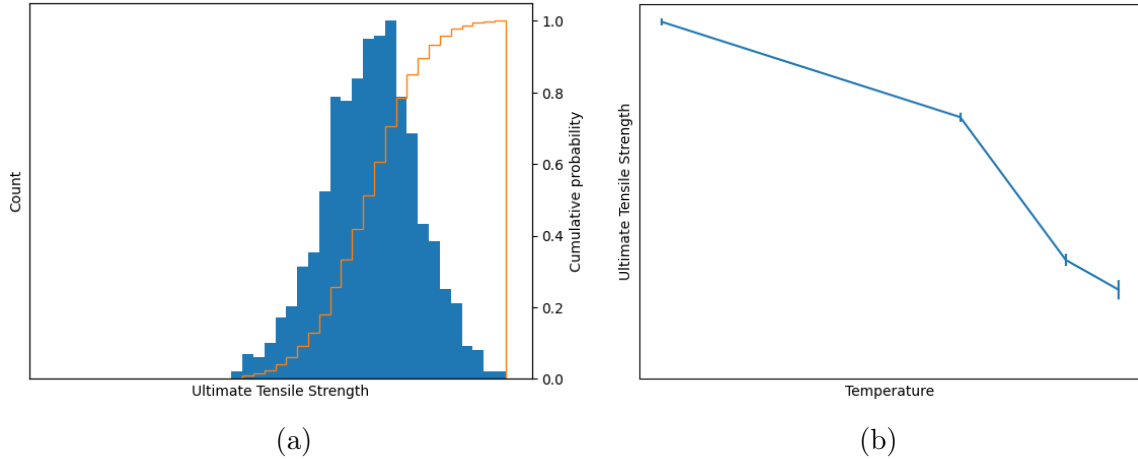 Count
1.0
0.8
0.6
0.4
0.2
0.0
Cumulative probability
Ultimate Tensile Strength
(a)
Ultimate Tensile Strength
Temperature
(b)